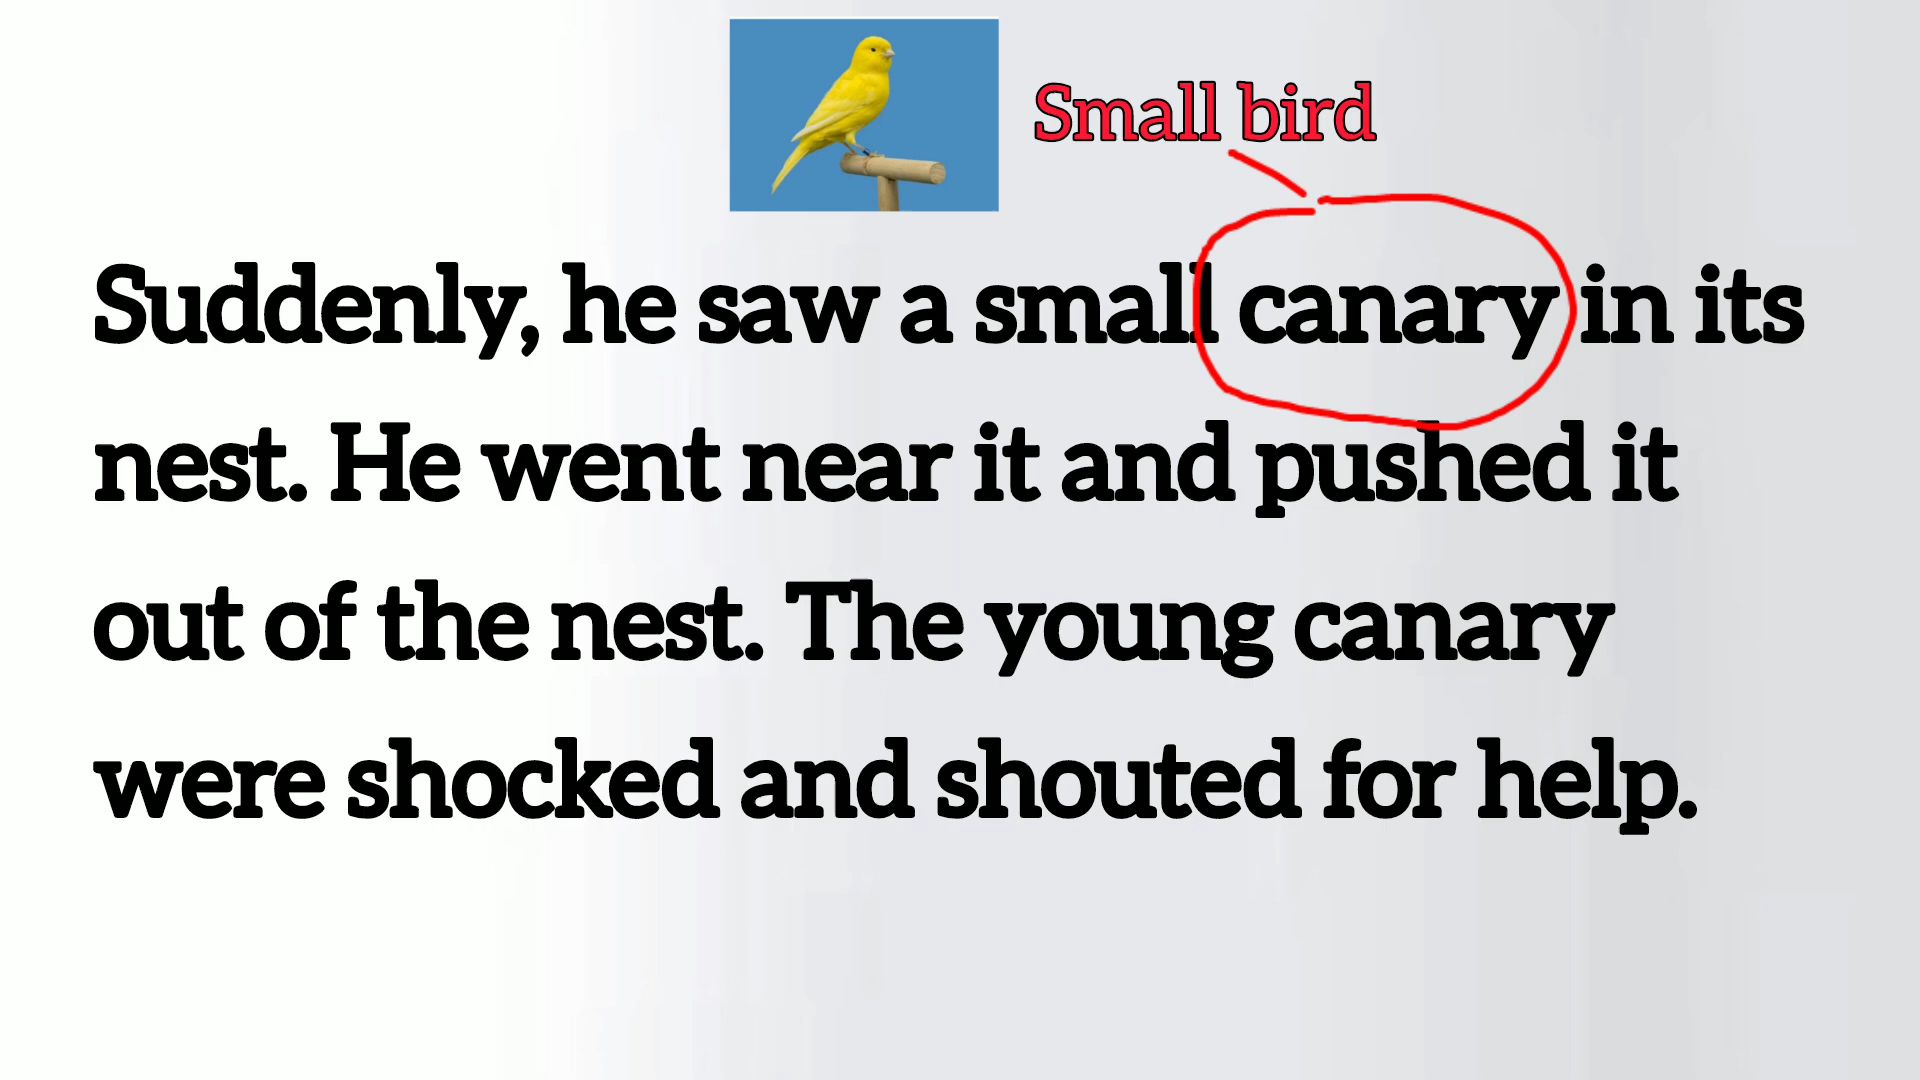 Small bird
Suddenly, he saw a small canary in its
nest. He went near it and pushed it
out of the nest. The young canary
were shocked and shouted for help.